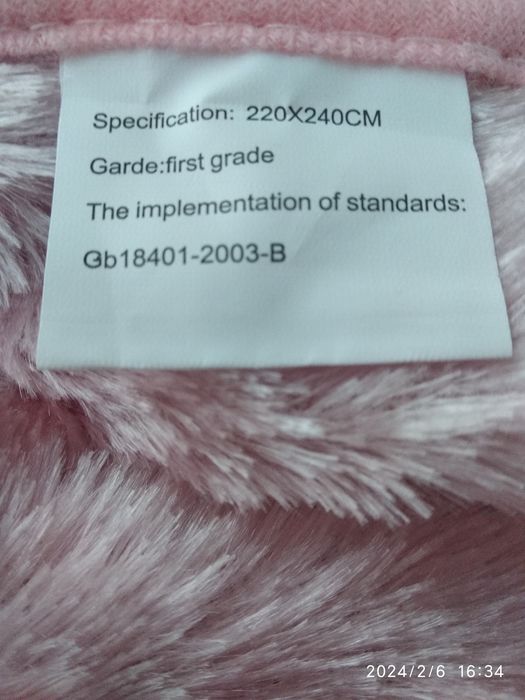 Specification: 220X240CM
Garde:first grade
The implementation of standards:
Gb18401-2003-B
2024/2/6 16:34